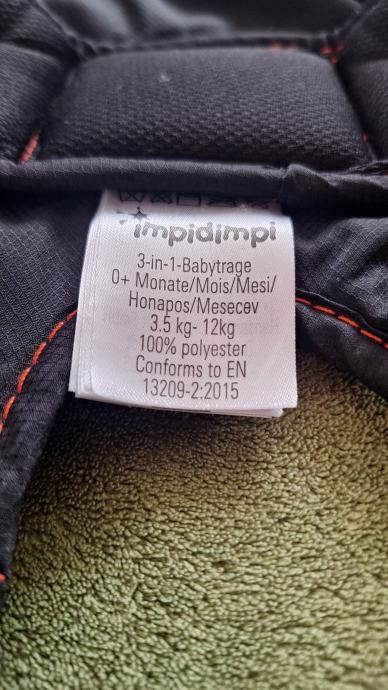 impidimpi
3-in-1-Babytrage
0+ Monate/Mois/Mesi/
Honapos/Mesecev
3.5 kg- 12kg
100% polyester
Conforms to EN
13209-2:2015